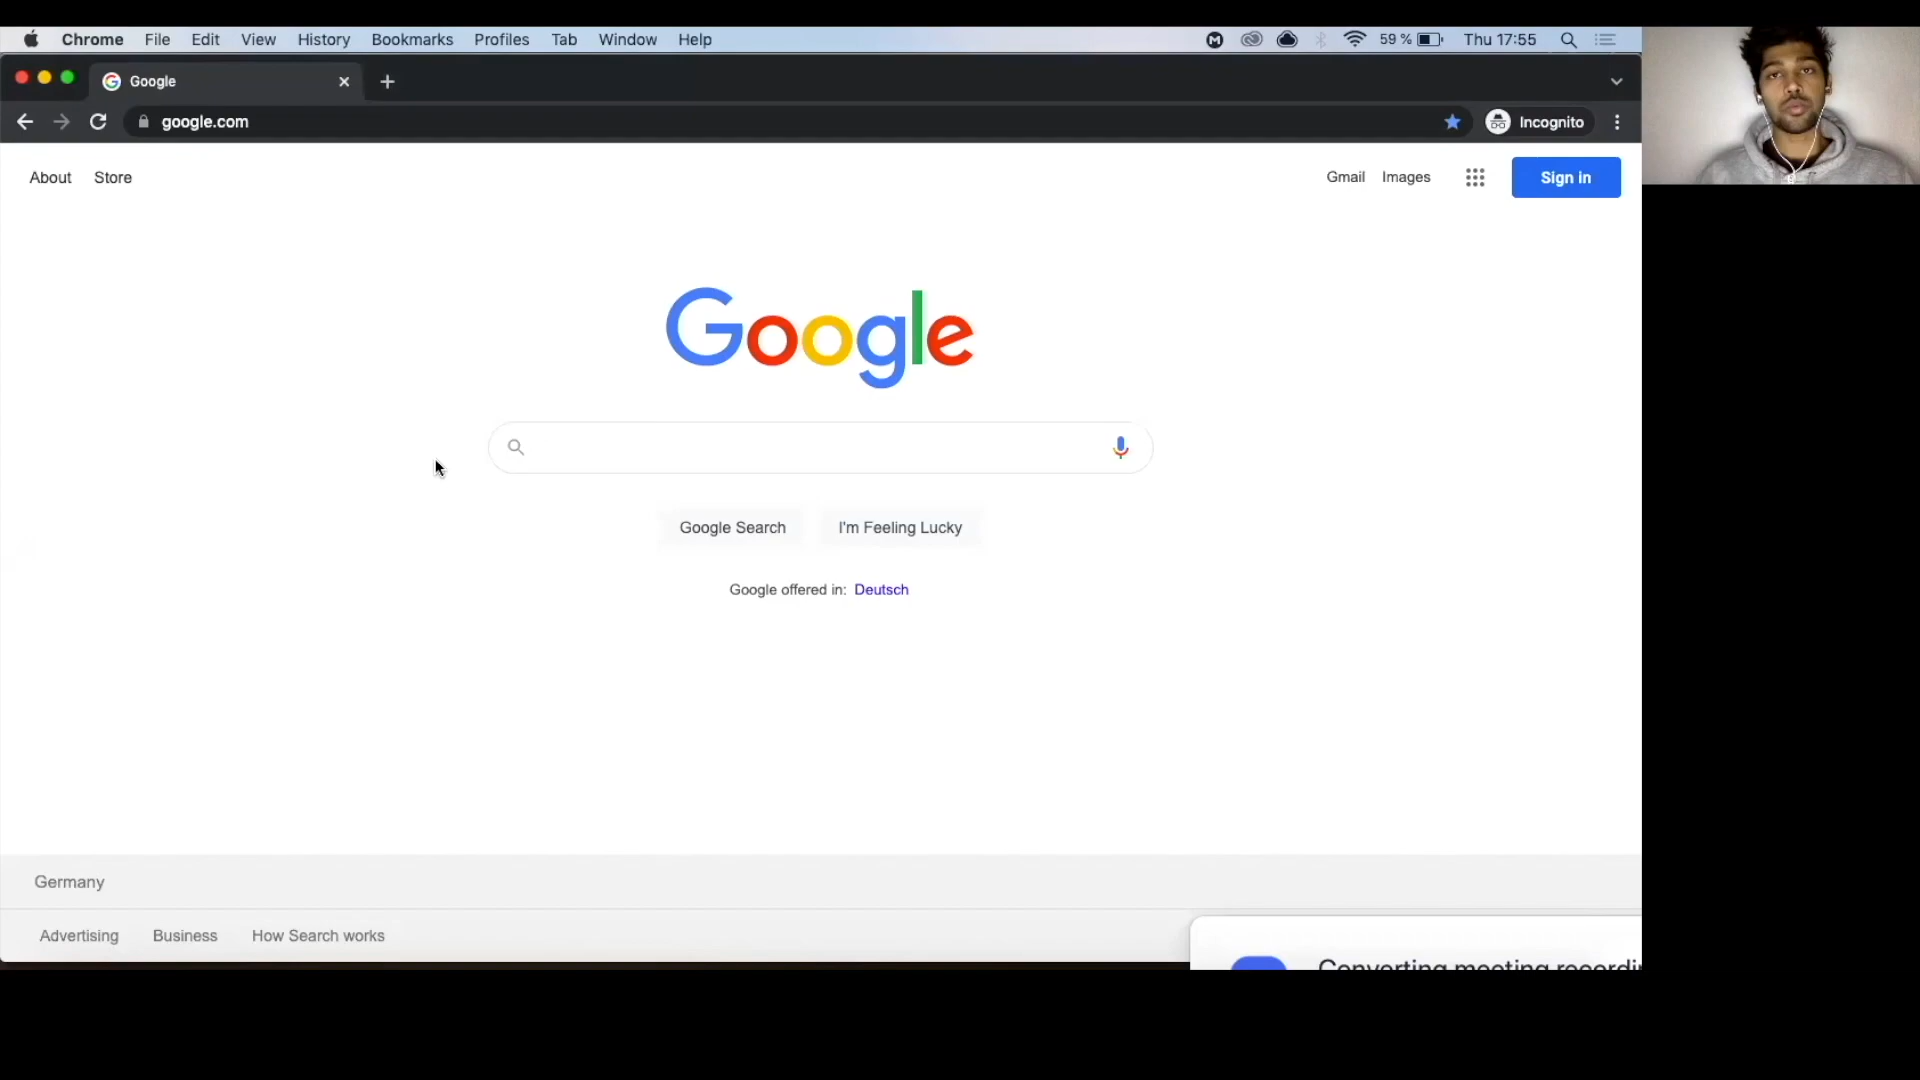 Chrome File Edit View History Bookmarks Profiles Tab Window Help 59 % Thu 17:55
Google
google.com Incognito
About Store Gmail Images Sign in
Google
Google Search I'm Feeling Lucky
Google offered in: Deutsch
Germany
Advertising Business How Search works
Converting meeting